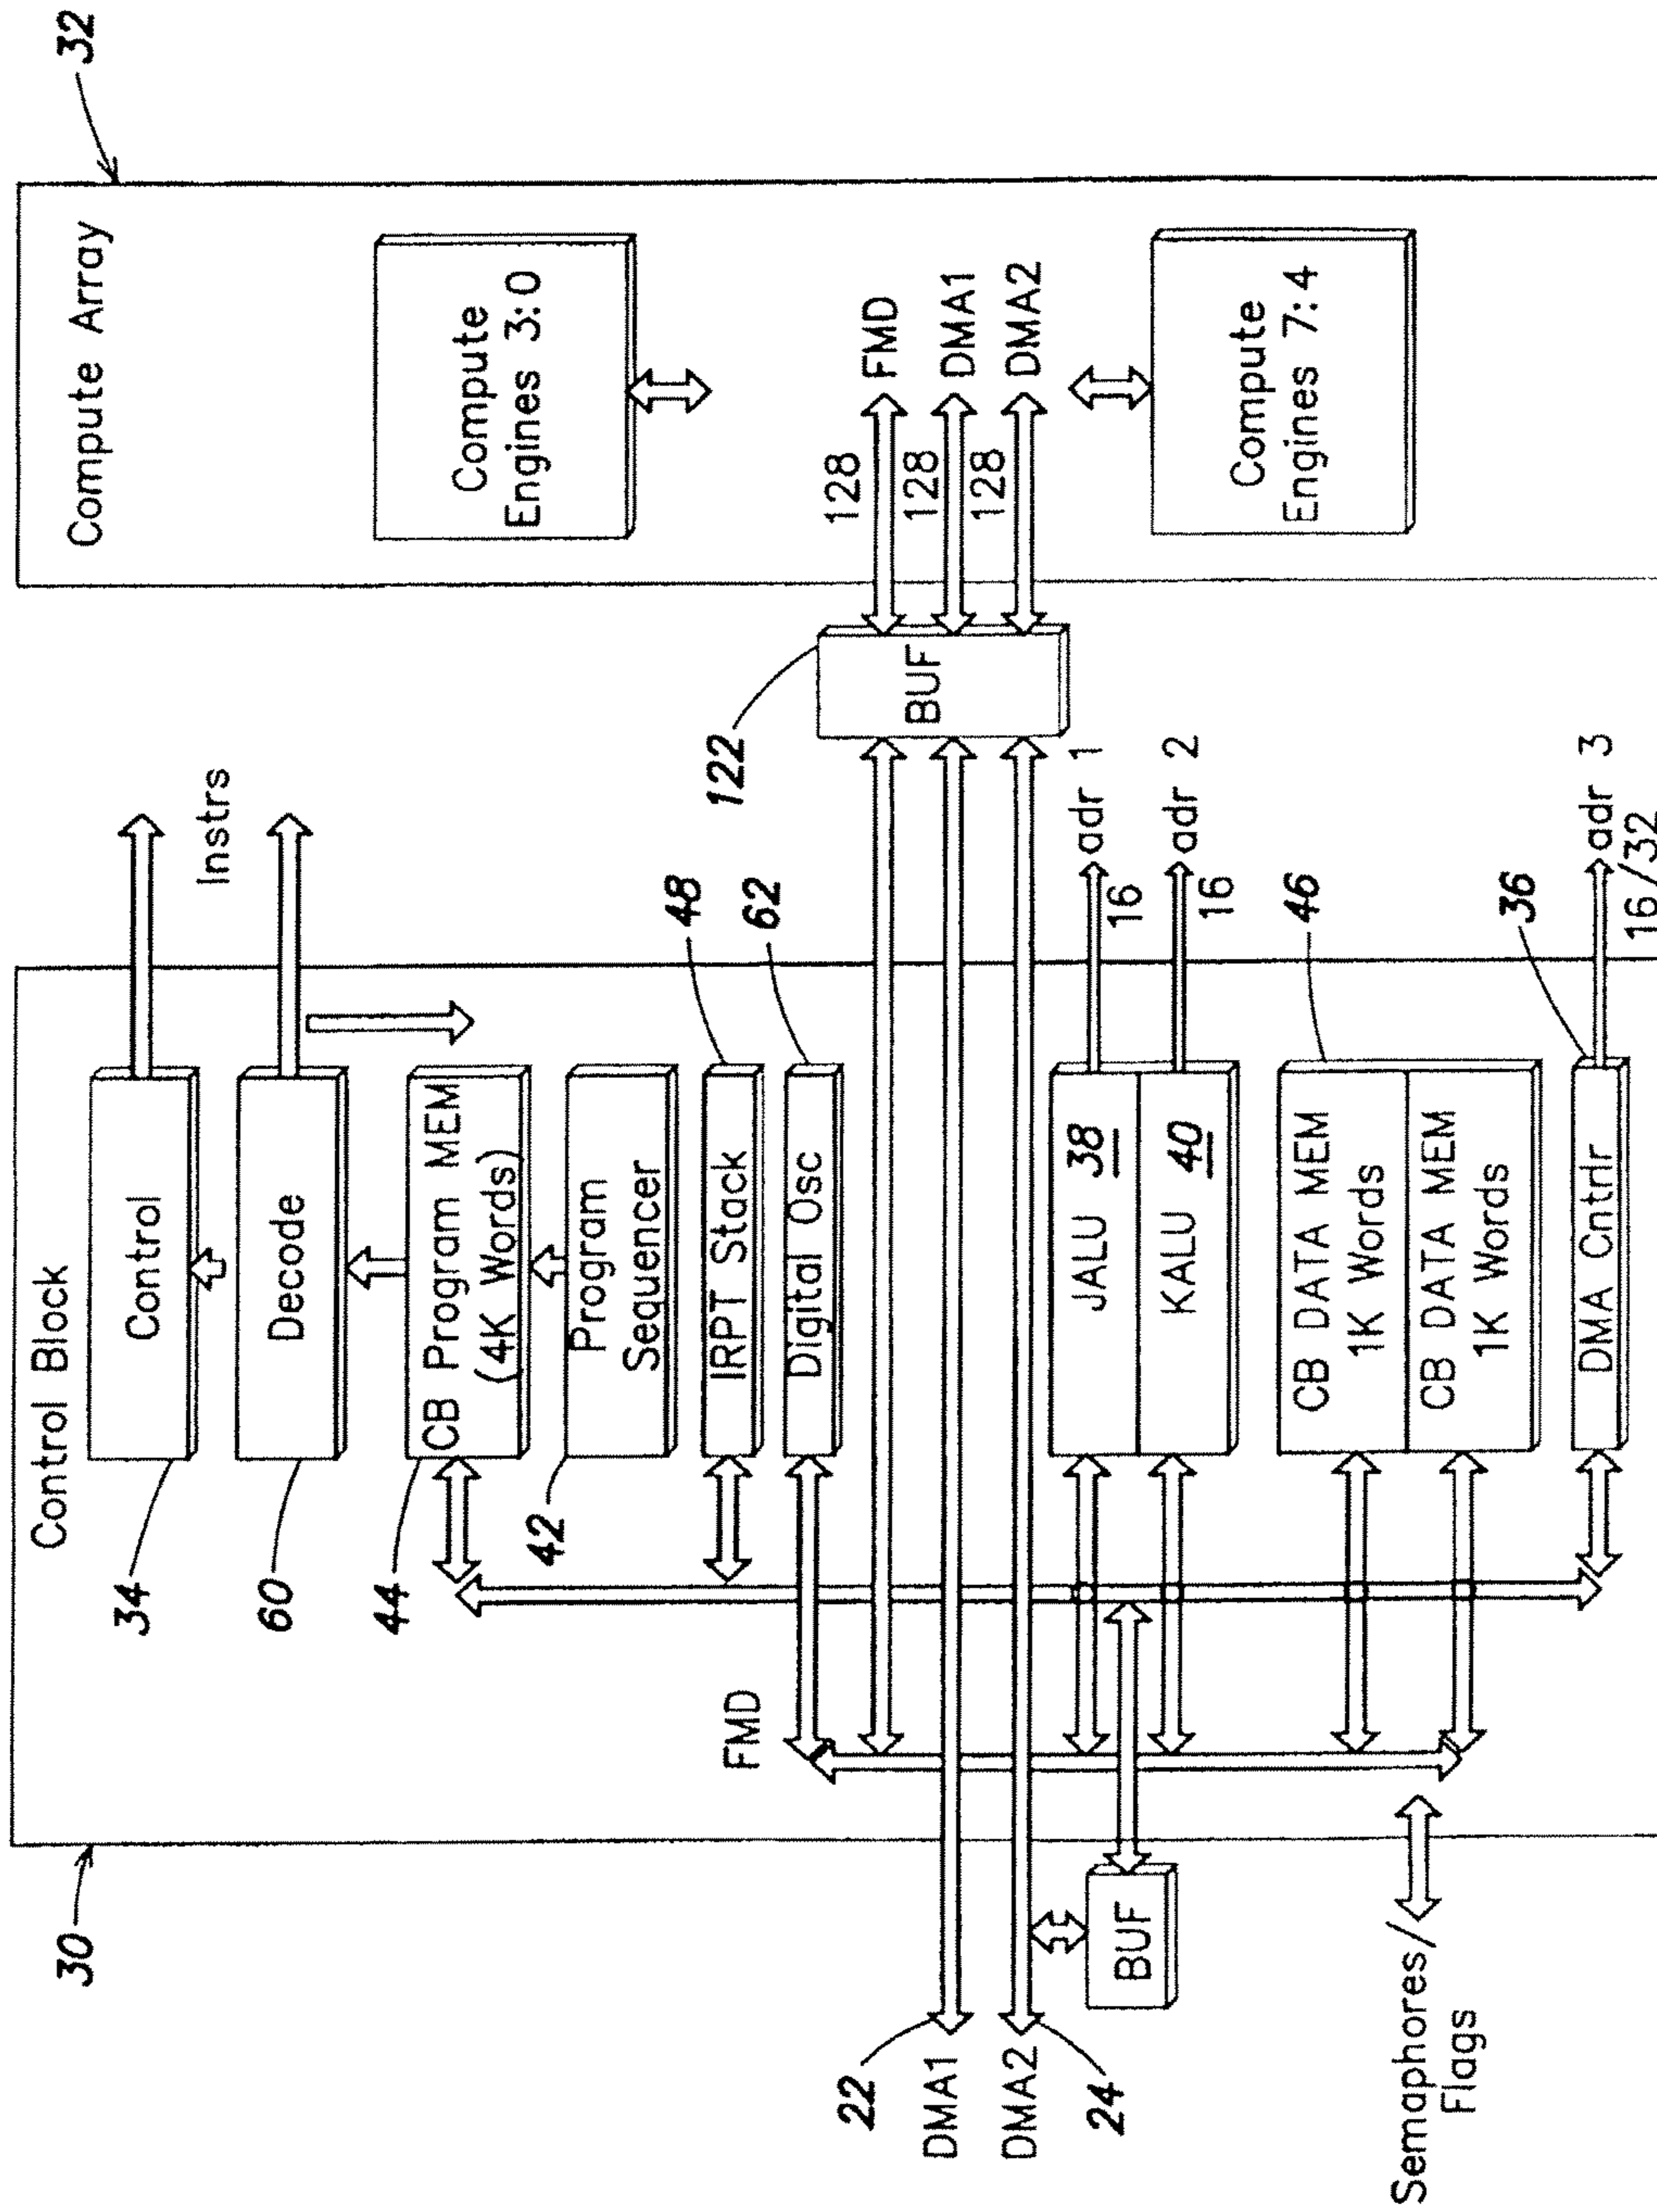 30
Control Block
34
Control
60
Decode
Instrs
44
CB Program MEM
(4K Words)
42
Program
Sequencer
48
IRPT Stack
62
Digital Osc
FMD
22
DMA1
DMA2
24
BUF
122
BUF
JALU 38
KALU 40
adr 1
16
adr 2
16
46
CB DATA MEM
1K Words
CB DATA MEM
1K Words
36
DMA Cntrlr
adr 3
16/32
Semaphores/
Flags
32
Compute Array
Compute
Engines 3:0
128
FMD
128
DMA1
128
DMA2
Compute
Engines 7:4